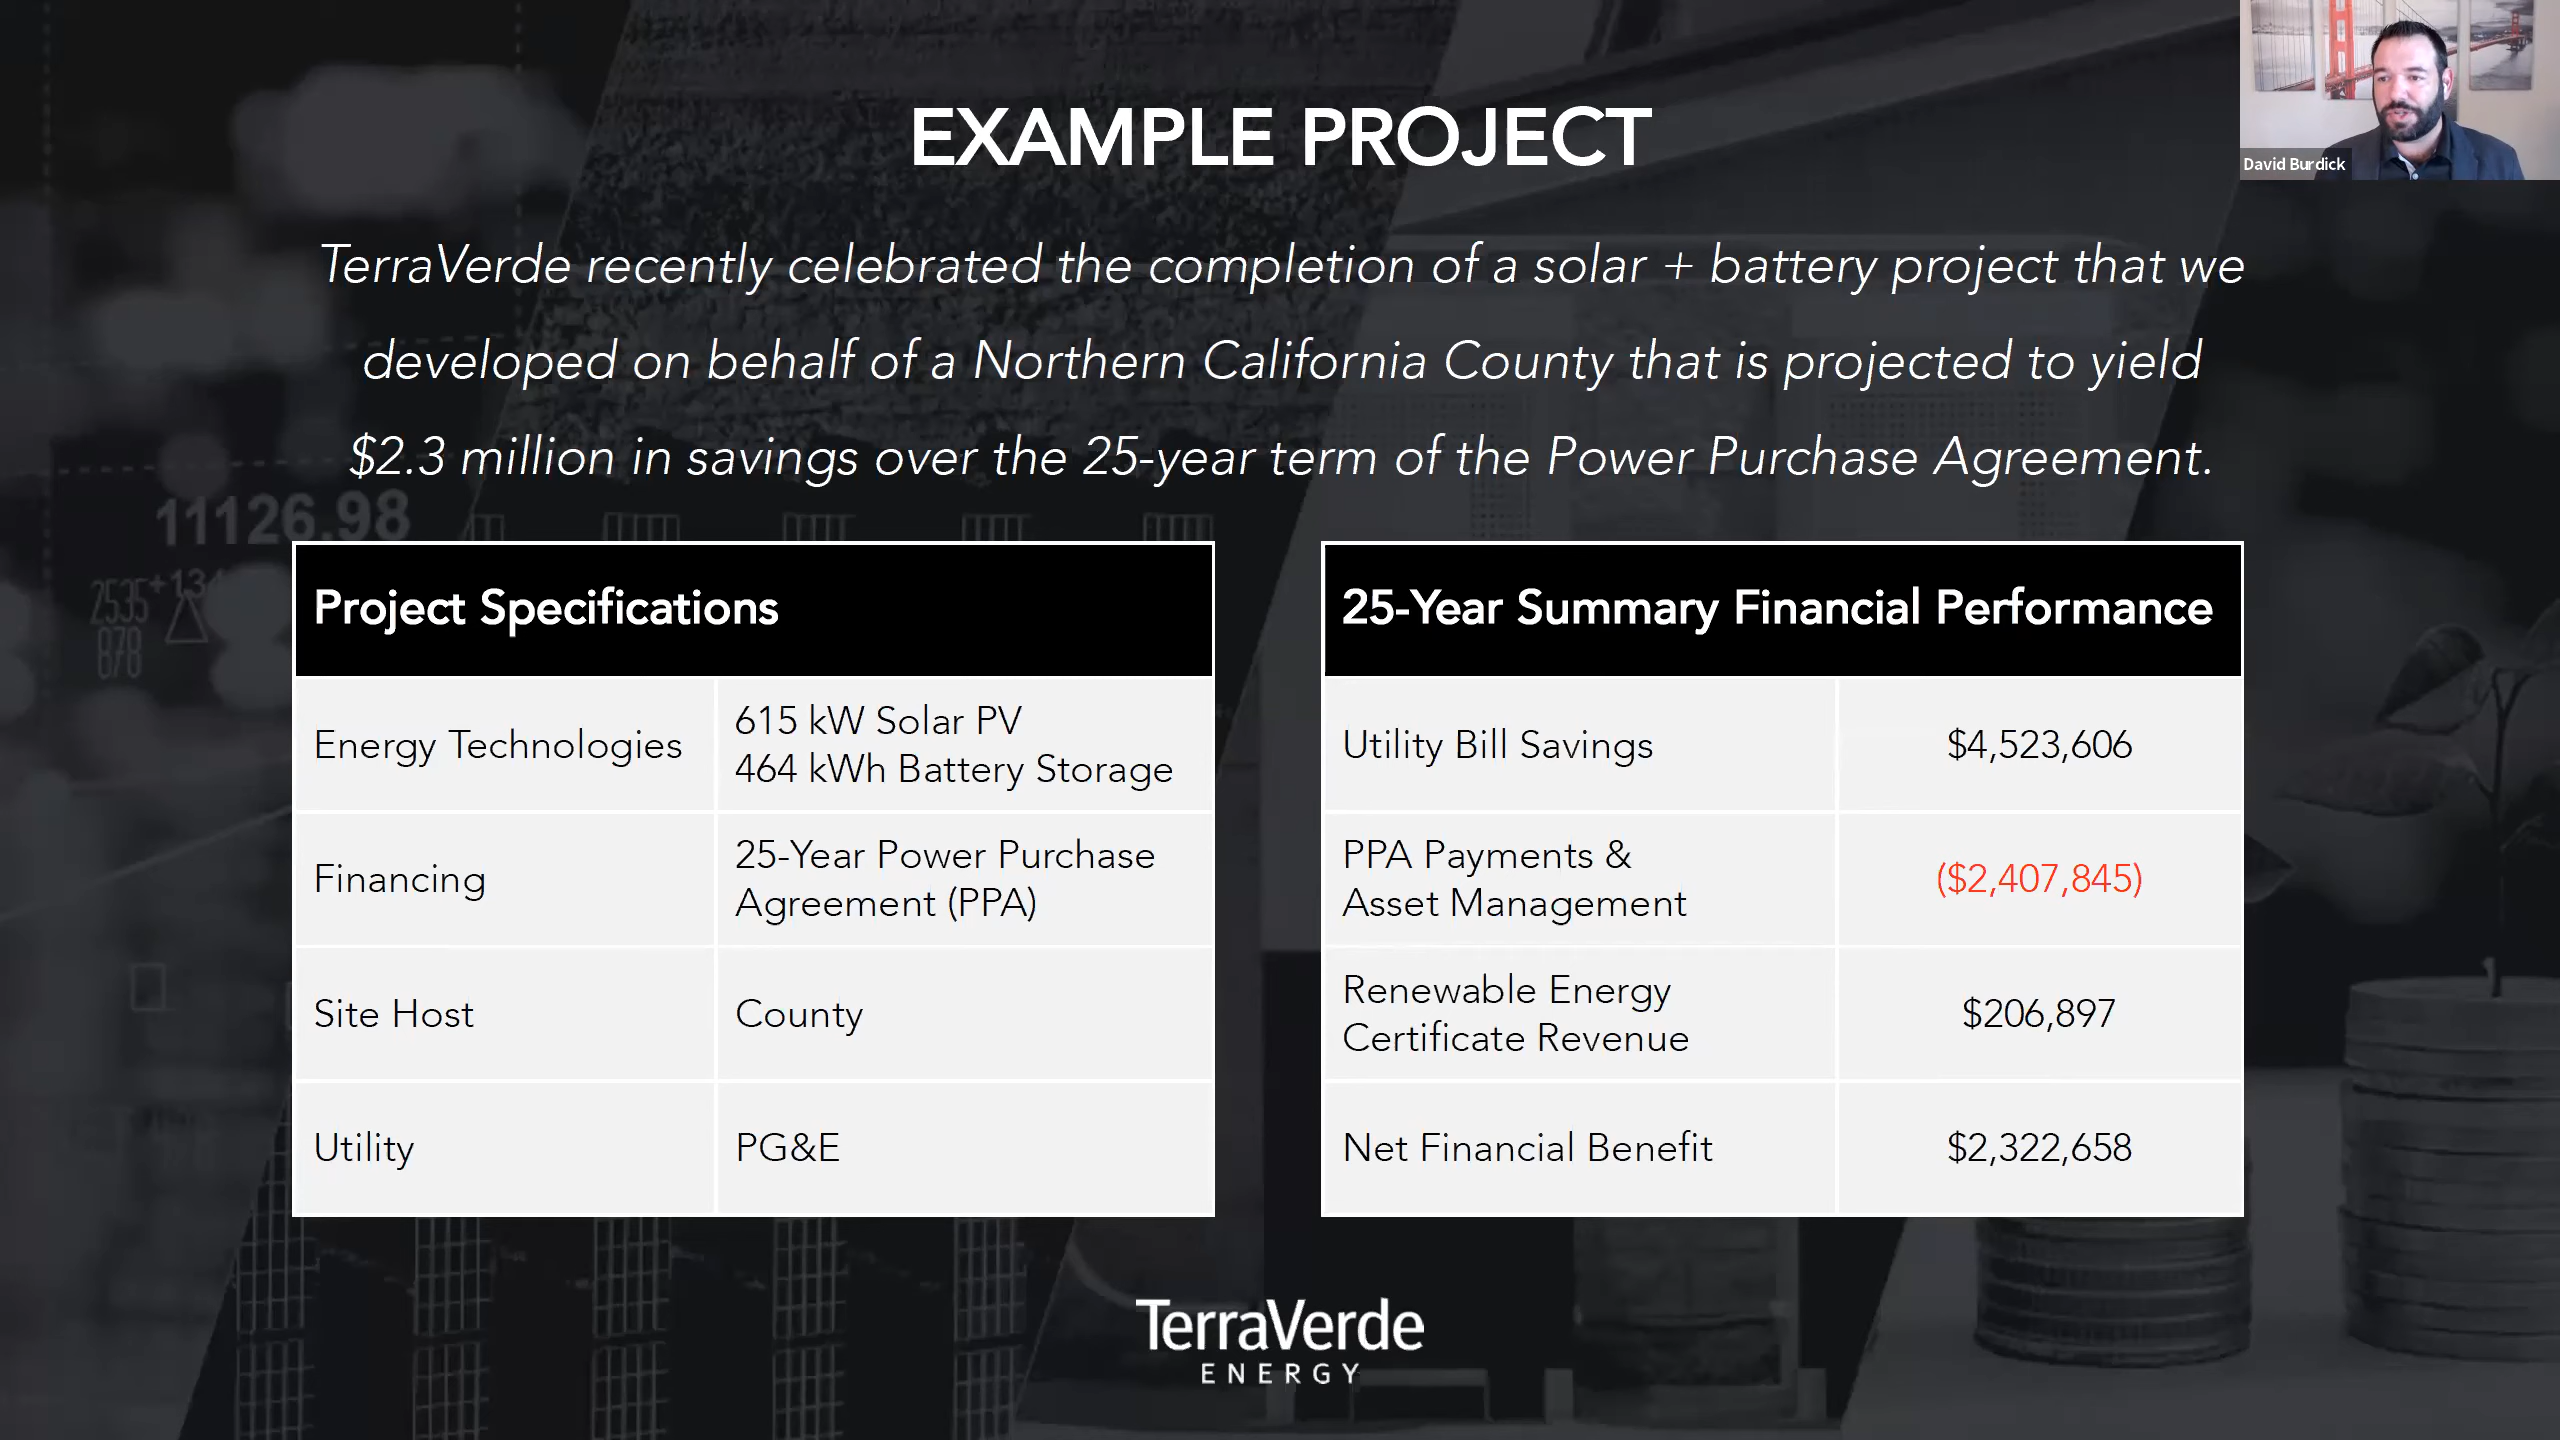 EXAMPLE PROJECT
David Burdick
TerraVerde recently celebrated the completion of a solar + battery project that we
developed on behalf of a Northern California County that is projected to yield
$2.3 million in savings over the 25-year term of the Power Purchase Agreement.
11126.98
2535
878
Project Specifications
Energy Technologies
615 kW Solar PV
464 kWh Battery Storage
Financing
25-Year Power Purchase
Agreement (PPA)
Site Host
County
Utility
PG&E
25-Year Summary Financial Performance
Utility Bill Savings
$4,523,606
PPA Payments &
Asset Management
($2,407,845)
Renewable Energy
Certificate Revenue
$206,897
Net Financial Benefit
$2,322,658
TerraVerde
ENERGY